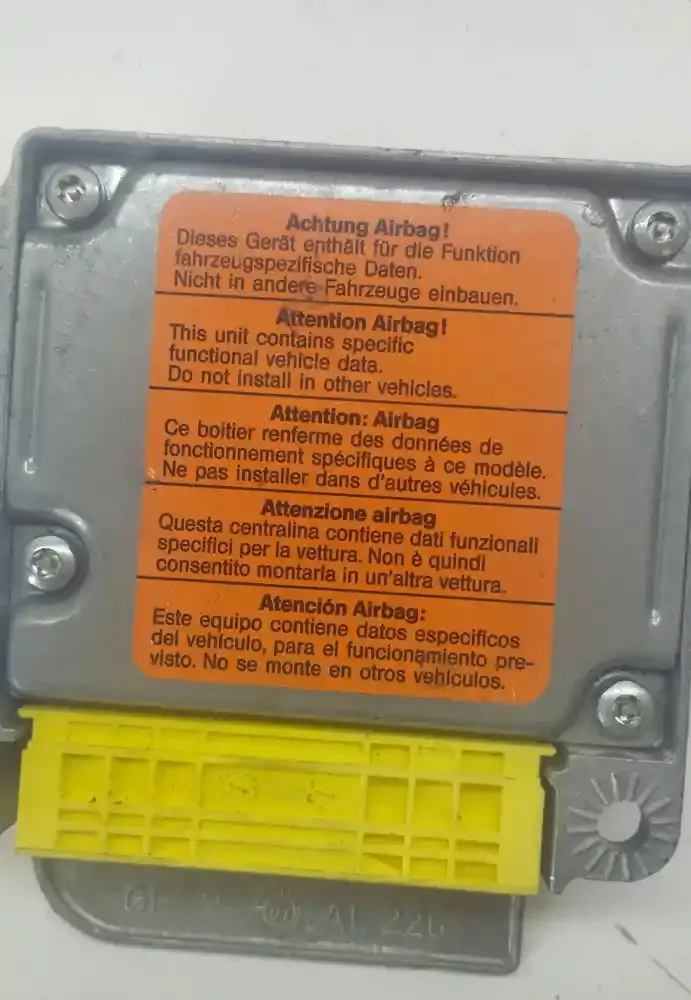 Achtung Airbag!
Dieses Gerät enthält für die Funktion
fahrzeugspezifische Daten.
Nicht in andere Fahrzeuge einbauen.
Attention Airbag!
This unit contains specific
functional vehicle data.
Do not install in other vehicles.
Attention: Airbag
Ce boitier renferme des données de
fonctionnement spécifiques à ce modèle.
Ne pas installer dans d'autres véhicules.
Attenzione airbag
Questa centralina contiene dati funzionali
specifici per la vettura. Non è quindi
consentito montarla in un'altra vettura.
Atención Airbag:
Este equipo contiene datos especificos
del vehículo, para el funcionamiento pre-
visto. No se monte en otros vehículos.